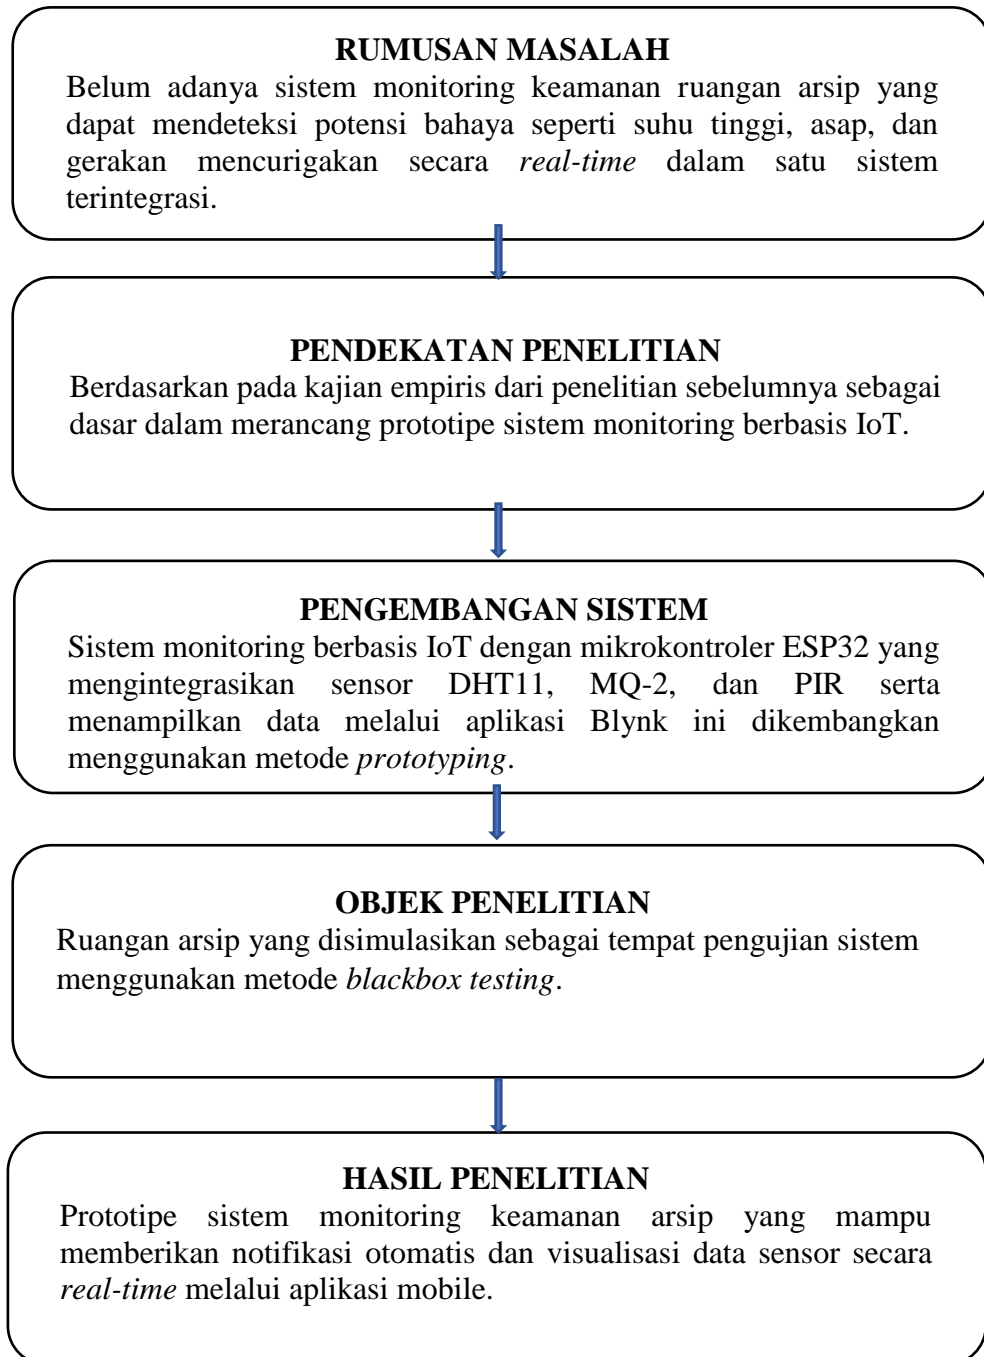 RUMUSAN MASALAH
Belum adanya sistem monitoring keamanan ruangan arsip yang
dapat mendeteksi potensi bahaya seperti suhu tinggi, asap, dan
gerakan mencurigakan secara real-time dalam satu sistem
terintegrasi.
PENDEKATAN PENELITIAN
Berdasarkan pada kajian empiris dari penelitian sebelumnya sebagai
dasar dalam merancang prototipe sistem monitoring berbasis IoT.
PENGEMBANGAN SISTEM
Sistem monitoring berbasis IoT dengan mikrokontroler ESP32 yang
mengintegrasikan sensor DHT11, MQ-2, dan PIR serta
menampilkan data melalui aplikasi Blynk ini dikembangkan
menggunakan metode prototyping.
OBJEK PENELITIAN
Ruangan arsip yang disimulasikan sebagai tempat pengujian sistem
menggunakan metode blackbox testing.
HASIL PENELITIAN
Prototipe sistem monitoring keamanan arsip yang mampu
memberikan notifikasi otomatis dan visualisasi data sensor secara
real-time melalui aplikasi mobile.